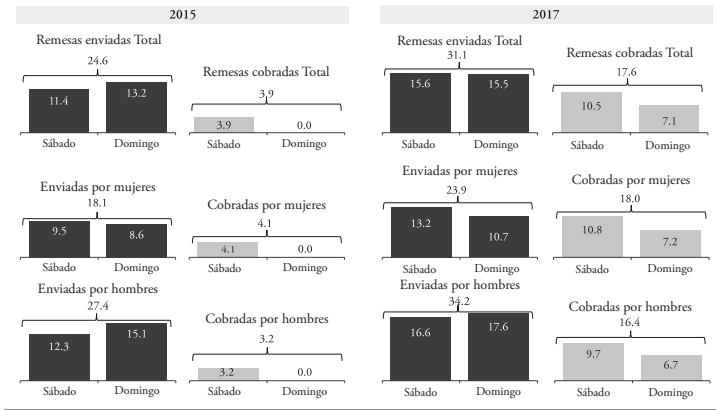 2015
Remesas enviadas Total
24.6
11.4
13.2
Sábado
Domingo
Remesas cobradas Total
3.9
3.9
0.0
Sábado
Domingo
Enviadas por mujeres
18.1
9.5
8.6
Sábado
Domingo
Cobradas por mujeres
4.1
4.1
0.0
Sábado
Domingo
Enviadas por hombres
27.4
12.3
15.1
Sábado
Domingo
Cobradas por hombres
3.2
3.2
0.0
Sábado
Domingo
2017
Remesas enviadas Total
31.1
15.6
15.5
Sábado
Domingo
Remesas cobradas Total
17.6
10.5
7.1
Sábado
Domingo
Enviadas por mujeres
23.9
13.2
10.7
Sábado
Domingo
Cobradas por mujeres
18.0
10.8
7.2
Sábado
Domingo
Enviadas por hombres
34.2
16.6
17.6
Sábado
Domingo
Cobradas por hombres
16.4
9.7
6.7
Sábado
Domingo